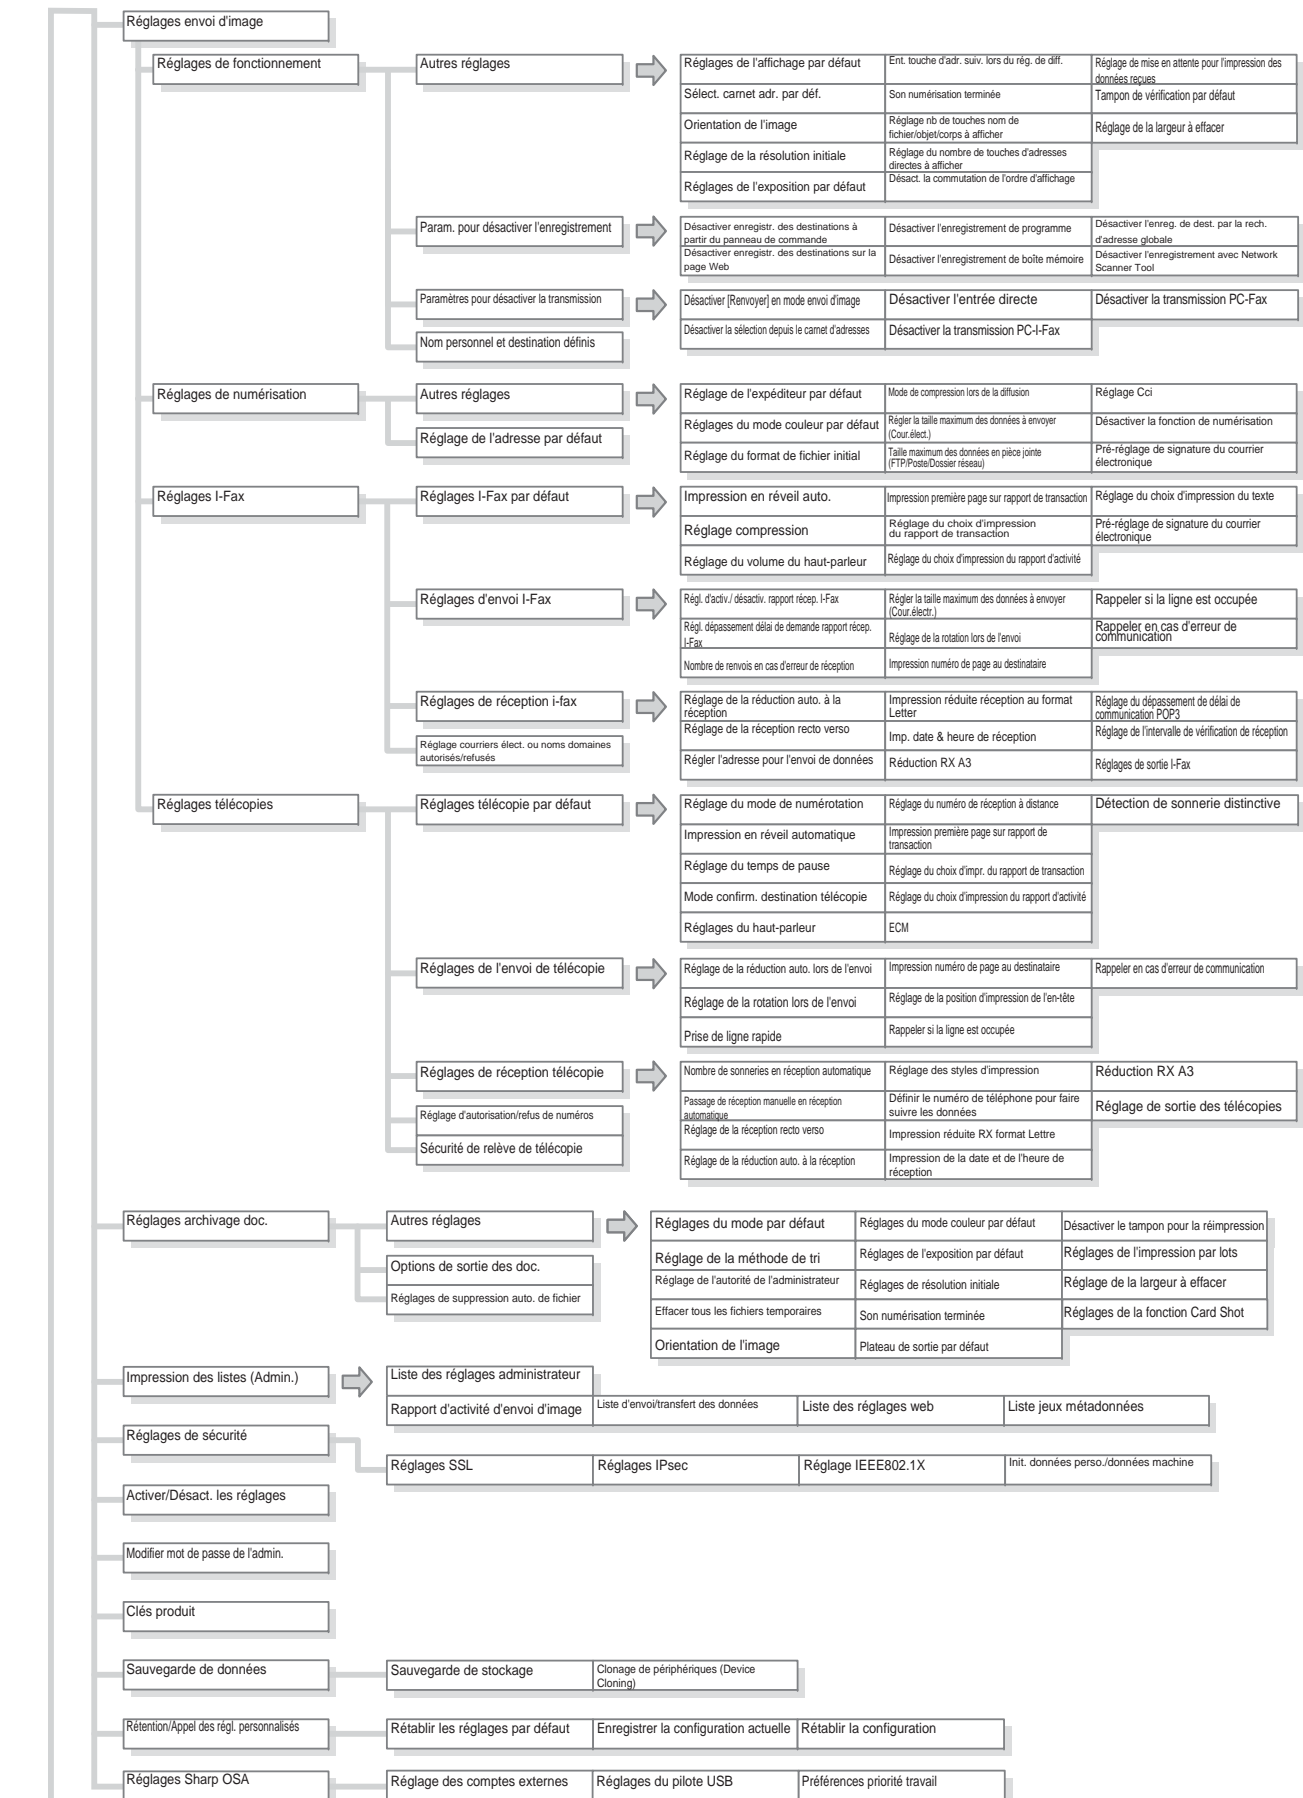 Réglages envoi d'image
Réglages de fonctionnement
Autres réglages
Réglages de l'affichage par défaut
Ent. touche d'adr. suiv. lors du rég. de diff.
Réglage de mise en attente pour l'impression des
données reçues
Sélect. carnet adr. par déf.
Son numérisation terminée
Tampon de vérification par défaut
Orientation de l'image
Réglage nb de touches nom de
fichier/objet/corps à afficher
Réglage de la largeur à effacer
Réglage de la résolution initiale
Réglage du nombre de touches d'adresses
directes à afficher
Réglages de l'exposition par défaut
Désact. la commutation de l'ordre d'affichage
Param. pour désactiver l'enregistrement
Désactiver enregistr. des destinations à
partir du panneau de commande
Désactiver l'enregistrement de programme
Désactiver l'enreg. de dest. par la rech.
d'adresse globale
Désactiver enregistr. des destinations sur la
page Web
Désactiver l'enregistrement de boîte mémoire
Désactiver l'enregistrement avec Network
Scanner Tool
Paramètres pour désactiver la transmission
Désactiver [Renvoyer] en mode envoi d'image
Désactiver l'entrée directe
Désactiver la transmission PC-Fax
Désactiver la sélection depuis le carnet d'adresses
Désactiver la transmission PC-I-Fax
Nom personnel et destination définis
Réglages de numérisation
Autres réglages
Réglage de l'expéditeur par défaut
Mode de compression lors de la diffusion
Réglage Cci
Réglages du mode couleur par défaut
Régler la taille maximum des données à envoyer
(Cour.élect.)
Désactiver la fonction de numérisation
Réglage du format de fichier initial
Taille maximum des données en pièce jointe
(FTP/Poste/Dossier réseau)
Pré-réglage de signature du courrier
électronique
Réglage de l'adresse par défaut
Réglages I-Fax
Réglages I-Fax par défaut
Impression en réveil auto.
Impression première page sur rapport de transaction
Réglage du choix d'impression du texte
Réglage compression
Réglage du choix d'impression
du rapport de transaction
Pré-réglage de signature du courrier
électronique
Réglage du volume du haut-parleur
Réglage du choix d'impression du rapport d'activité
Réglages d'envoi I-Fax
Régl. d'activ./ désactiv. rapport récep. I-Fax
Régler la taille maximum des données à envoyer
(Cour.électr.)
Rappeler si la ligne est occupée
Régl. dépassement délai de demande rapport récep.
I-Fax
Réglage de la rotation lors de l'envoi
Rappeler en cas d'erreur de
communication
Nombre de renvois en cas d'erreur de réception
Impression numéro de page au destinataire
Réglages de réception i-fax
Réglage de la réduction auto. à la
réception
Impression réduite réception au format
Letter
Réglage du dépassement de délai de
communication POP3
Réglage de la réception recto verso
Imp. date & heure de réception
Réglage de l'intervalle de vérification de réception
Régler l'adresse pour l'envoi de données
Réduction RX A3
Réglages de sortie I-Fax
Réglage courriers élect. ou noms domaines
autorisés/refusés
Réglages télécopies
Réglages télécopie par défaut
Réglage du mode de numérotation
Réglage du numéro de réception à distance
Détection de sonnerie distinctive
Impression en réveil automatique
Impression première page sur rapport de
transaction
Réglage du temps de pause
Réglage du choix d'impr. du rapport de transaction
Mode confirm. destination télécopie
Réglage du choix d'impression du rapport d'activité
Réglages du haut-parleur
ECM
Réglages de l'envoi de télécopie
Réglage de la réduction auto. lors de l'envoi
Impression numéro de page au destinataire
Rappeler en cas d'erreur de communication
Réglage de la rotation lors de l'envoi
Réglage de la position d'impression de l'en-tête
Prise de ligne rapide
Rappeler si la ligne est occupée
Réglages de réception télécopie
Nombre de sonneries en réception automatique
Réglage des styles d'impression
Réduction RX A3
Passage de réception manuelle en réception
automatique
Définir le numéro de téléphone pour faire
suivre les données
Réglage de sortie des télécopies
Réglage de la réception recto verso
Impression réduite RX format Lettre
Réglage de la réduction auto. à la réception
Impression de la date et de l'heure de
réception
Réglage d'autorisation/refus de numéros
Sécurité de relève de télécopie
Réglages archivage doc.
Autres réglages
Réglages du mode par défaut
Réglages du mode couleur par défaut
Désactiver le tampon pour la réimpression
Réglage de la méthode de tri
Réglages de l'exposition par défaut
Réglages de l'impression par lots
Réglage de l'autorité de l'administrateur
Réglages de résolution initiale
Réglage de la largeur à effacer
Effacer tous les fichiers temporaires
Son numérisation terminée
Réglages de la fonction Card Shot
Orientation de l'image
Plateau de sortie par défaut
Options de sortie des doc.
Réglages de suppression auto. de fichier
Impression des listes (Admin.)
Liste des réglages administrateur
Rapport d'activité d'envoi d'image
Liste d'envoi/transfert des données
Liste des réglages web
Liste jeux métadonnées
Réglages de sécurité
Réglages SSL
Réglages IPsec
Réglage IEEE802.1X
Init. données perso./données machine
Activer/Désact. les réglages
Modifier mot de passe de l'admin.
Clés produit
Sauvegarde de données
Sauvegarde de stockage
Clonage de périphériques (Device
Cloning)
Rétention/Appel des régl. personnalisés
Rétablir les réglages par défaut
Enregistrer la configuration actuelle
Rétablir la configuration
Réglages Sharp OSA
Réglage des comptes externes
Réglages du pilote USB
Préférences priorité travail